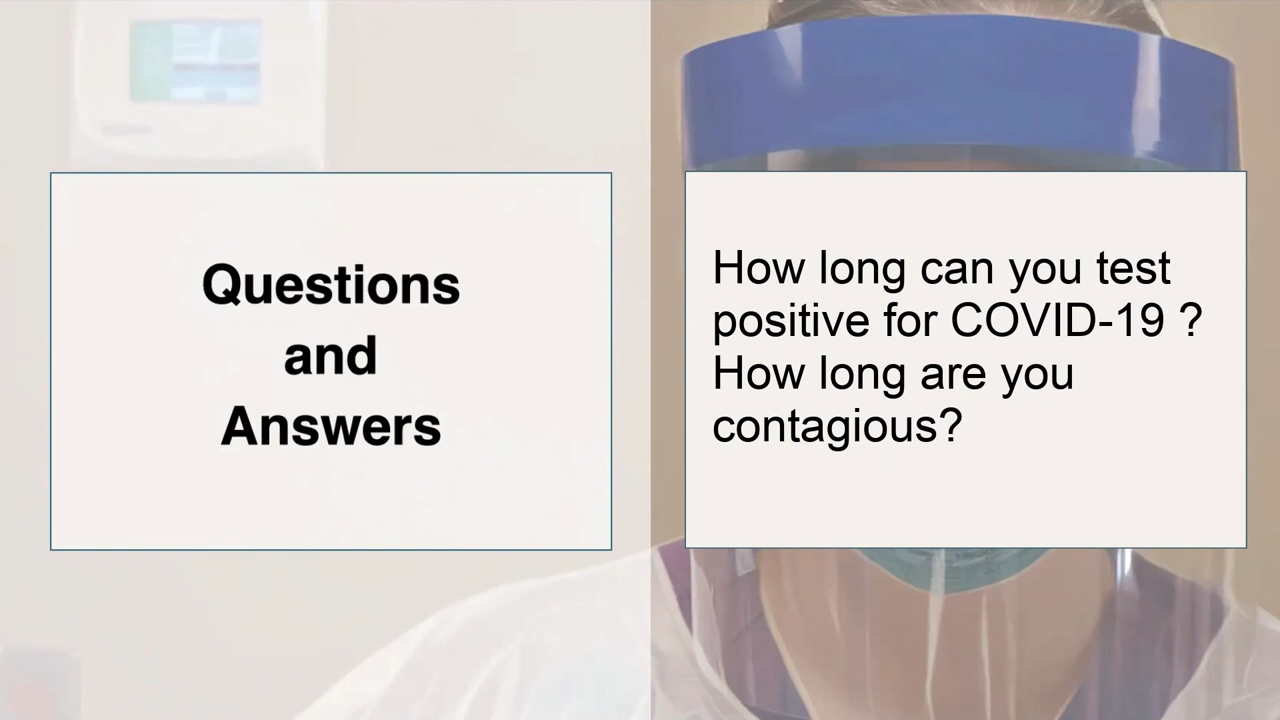 Questions
and
Answers
How long can you test
positive for COVID-19 ?
How long are you
contagious?